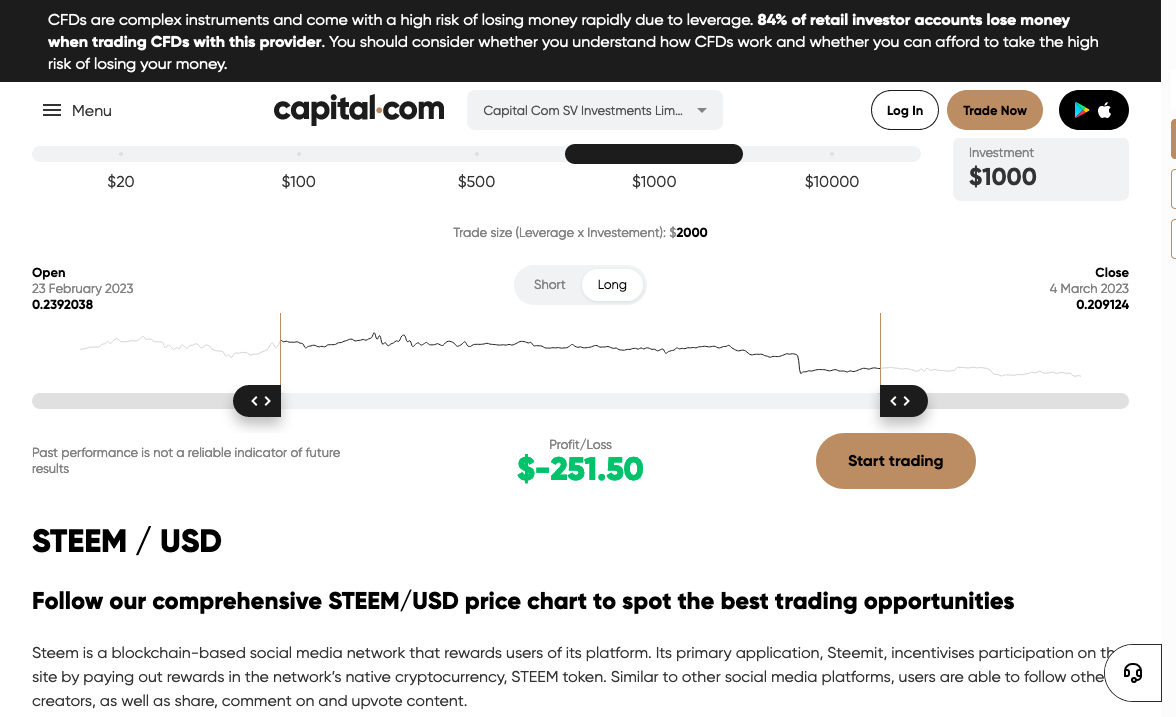 CFDs are complex instruments and come with a high risk of losing money rapidly due to leverage. 84% of retail investor accounts lose money
when trading CFDs with this provider. You should consider whether you understand how CFDs work and whether you can afford to take the high
risk of losing your money.
Menu
capital.com
Capital Com SV Investments Lim...
Log In
Trade Now
Investment
$1000
$20
$100
$500
$1000
$10000
Trade size (Leverage x Investement): $2000
Open
23 February 2023
0.2392038
Short
Long
Close
4 March 2023
0.209124
Past performance is not a reliable indicator of future
results
Profit/Loss
$-251.50
Start trading
STEEM / USD
Follow our comprehensive STEEM/USD price chart to spot the best trading opportunities
Steem is a blockchain-based social media network that rewards users of its platform. Its primary application, Steemit, incentivises participation on
site by paying out rewards in the network's native cryptocurrency, STEEM token. Similar to other social media platforms, users are able to follow
creators, as well as share, comment on and upvote content.